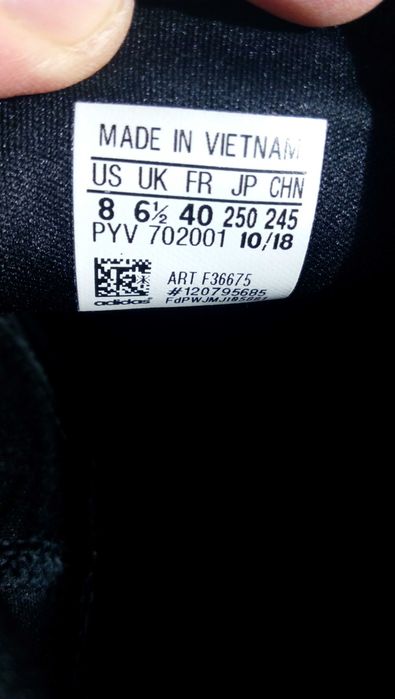 MADE IN VIETNAM
US UK FR JP CHN
8 6½ 40 250 245
PYV 702001 10/18
ART F36675
#120795685
adidas